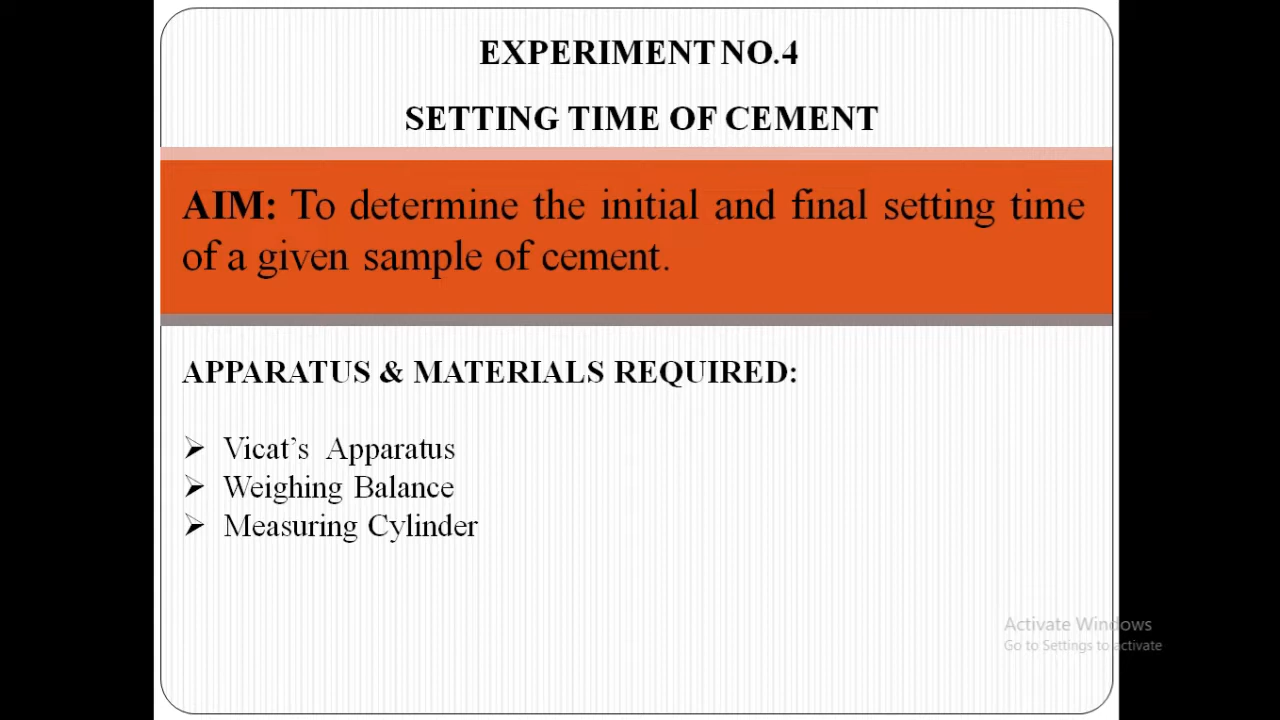 EXPERIMENT NO.4
SETTING TIME OF CEMENT
AIM: To determine the initial and final setting time
of a given sample of cement.
APPARATUS & MATERIALS REQUIRED:
➢ Vicat’s Apparatus
➢ Weighing Balance
➢ Measuring Cylinder
Activate Windows
Go to Settings to activate